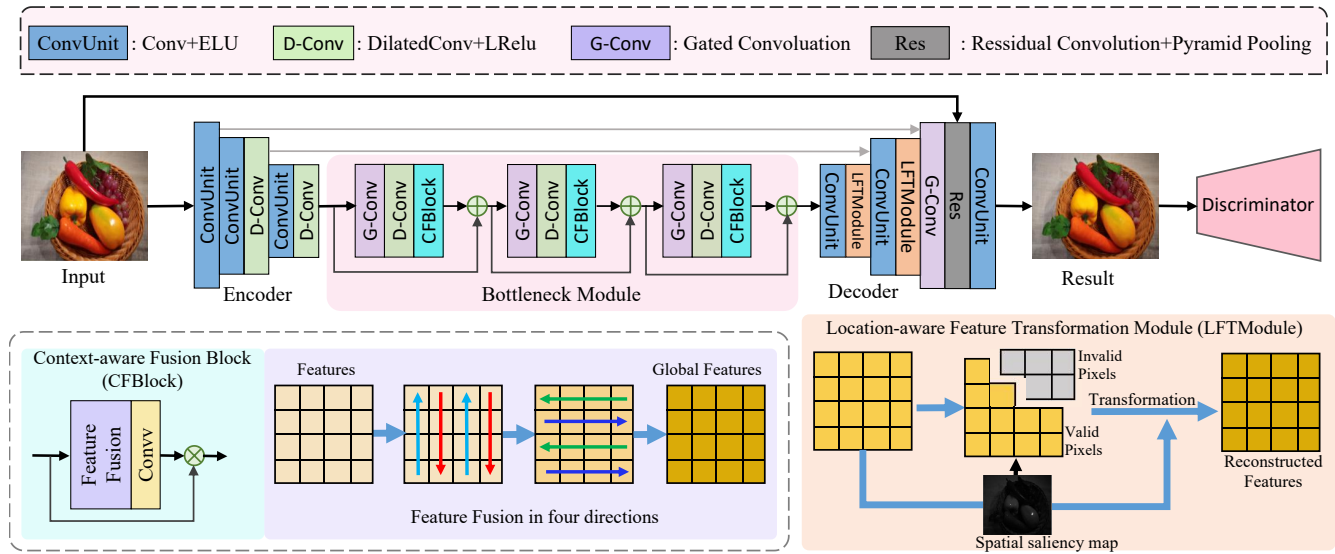 ConvUnit : Conv+ELU D-Conv : DilatedConv+LRelu G-Conv : Gated Convoluation Res : Ressidual Convolution+Pyramid Pooling
Input
ConvUnit
ConvUnit
D-Conv
ConvUnit
D-Conv
Encoder
G-Conv
D-Conv
CFBlock
G-Conv
D-Conv
CFBlock
G-Conv
D-Conv
CFBlock
Bottleneck Module
ConvUnit
LFTModule
ConvUnit
LFTModule
G-Conv
Res
ConvUnit
Decoder
Result
Discriminator
Context-aware Fusion Block
(CFBlock)
Feature
Fusion
Convv
Features
Global Features
Feature Fusion in four directions
Location-aware Feature Transformation Module (LFTModule)
Invalid
Pixels
Valid
Pixels
Transformation
Reconstructed
Features
Spatial saliency map